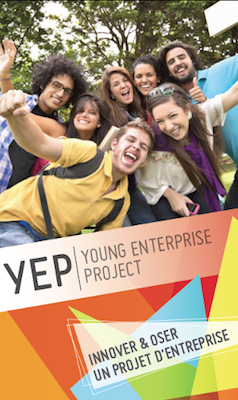 YEP | YOUNG ENTERPRISE
PROJECT
INNOVER & OSER
UN PROJET D'ENTREPRISE